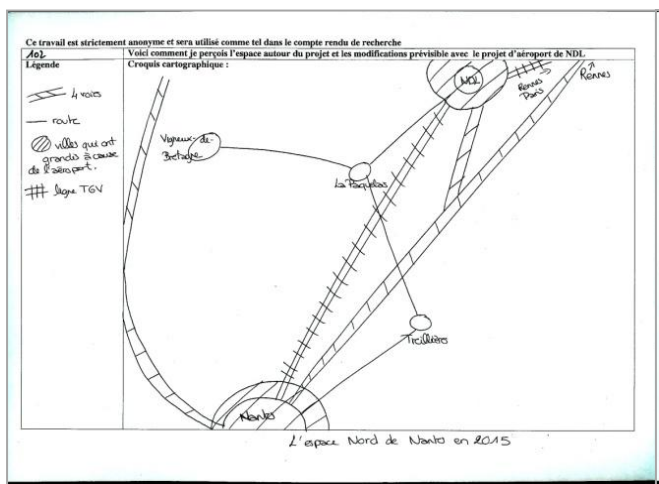 Ce travail est strictement anonyme et sera utilisé comme tel dans le compte rendu de recherche
102
Voici comment je perçois l'espace autour du projet et les modifications prévisible avec le projet d'aéroport de NDL
Légende
Croquis cartographique :
4 voies
route
villes qui ont
grandis à cause
de l'aéroport.
ligne TGV
NDL
Rennes
Paris
Rennes
Vigneux-de-
Bretagne
La Paquelais
Treillières
Nantes
L'espace Nord de Nantes en 2015